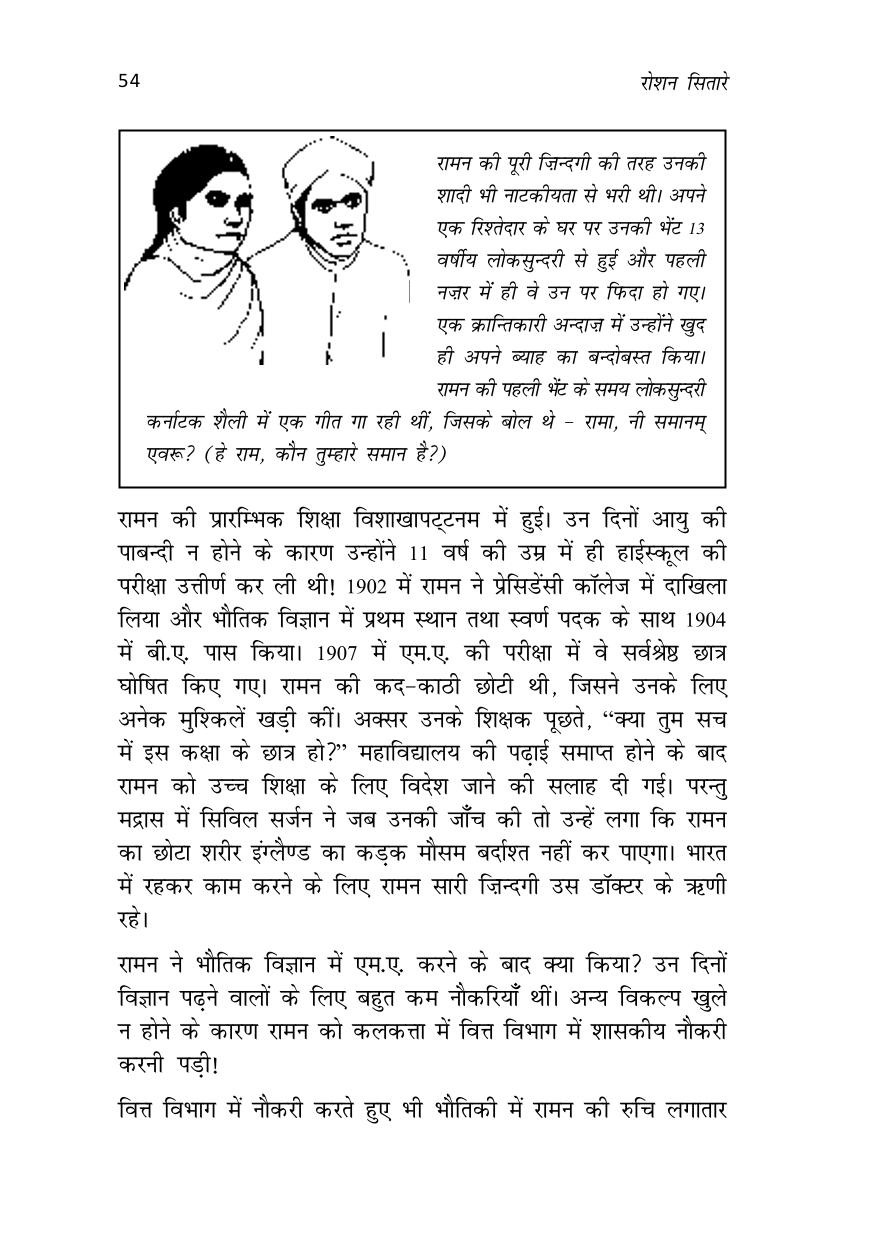 54 रोशन सितारे
रामन की पूरी ज़िन्दगी की तरह उनकी
शादी भी नाटकीयता से भरी थी। अपने
एक रिश्तेदार के घर पर उनकी भेंट 13
वर्षीय लोकसुन्दरी से हुई और पहली
नज़र में ही वे उन पर फिदा हो गए।
एक क्रान्तिकारी अन्दाज़ में उन्होंने खुद
ही अपने ब्याह का बन्दोबस्त किया।
रामन की पहली भेंट के समय लोकसुन्दरी
कर्नाटक शैली में एक गीत गा रही थीं, जिसके बोल थे – रामा, नी समानम्
एवरू? (हे राम, कौन तुम्हारे समान है?)
रामन की प्रारम्भिक शिक्षा विशाखापट्टनम में हुई। उन दिनों आयु की
पाबन्दी न होने के कारण उन्होंने 11 वर्ष की उम्र में ही हाईस्कूल की
परीक्षा उत्तीर्ण कर ली थी! 1902 में रामन ने प्रेसिडेंसी कॉलेज में दाखिला
लिया और भौतिक विज्ञान में प्रथम स्थान तथा स्वर्ण पदक के साथ 1904
में बी.ए. पास किया। 1907 में एम.ए. की परीक्षा में वे सर्वश्रेष्ठ छात्र
घोषित किए गए। रामन की कद-काठी छोटी थी, जिसने उनके लिए
अनेक मुश्किलें खड़ी कीं। अक्सर उनके शिक्षक पूछते, “क्या तुम सच
में इस कक्षा के छात्र हो?” महाविद्यालय की पढ़ाई समाप्त होने के बाद
रामन को उच्च शिक्षा के लिए विदेश जाने की सलाह दी गई। परन्तु
मद्रास में सिविल सर्जन ने जब उनकी जाँच की तो उन्हें लगा कि रामन
का छोटा शरीर इंग्लैण्ड का कड़क मौसम बर्दाश्त नहीं कर पाएगा। भारत
में रहकर काम करने के लिए रामन सारी ज़िन्दगी उस डॉक्टर के ऋणी
रहे।
रामन ने भौतिक विज्ञान में एम.ए. करने के बाद क्या किया? उन दिनों
विज्ञान पढ़ने वालों के लिए बहुत कम नौकरियाँ थीं। अन्य विकल्प खुले
न होने के कारण रामन को कलकत्ता में वित्त विभाग में शासकीय नौकरी
करनी पड़ी!
वित्त विभाग में नौकरी करते हुए भी भौतिकी में रामन की रुचि लगातार